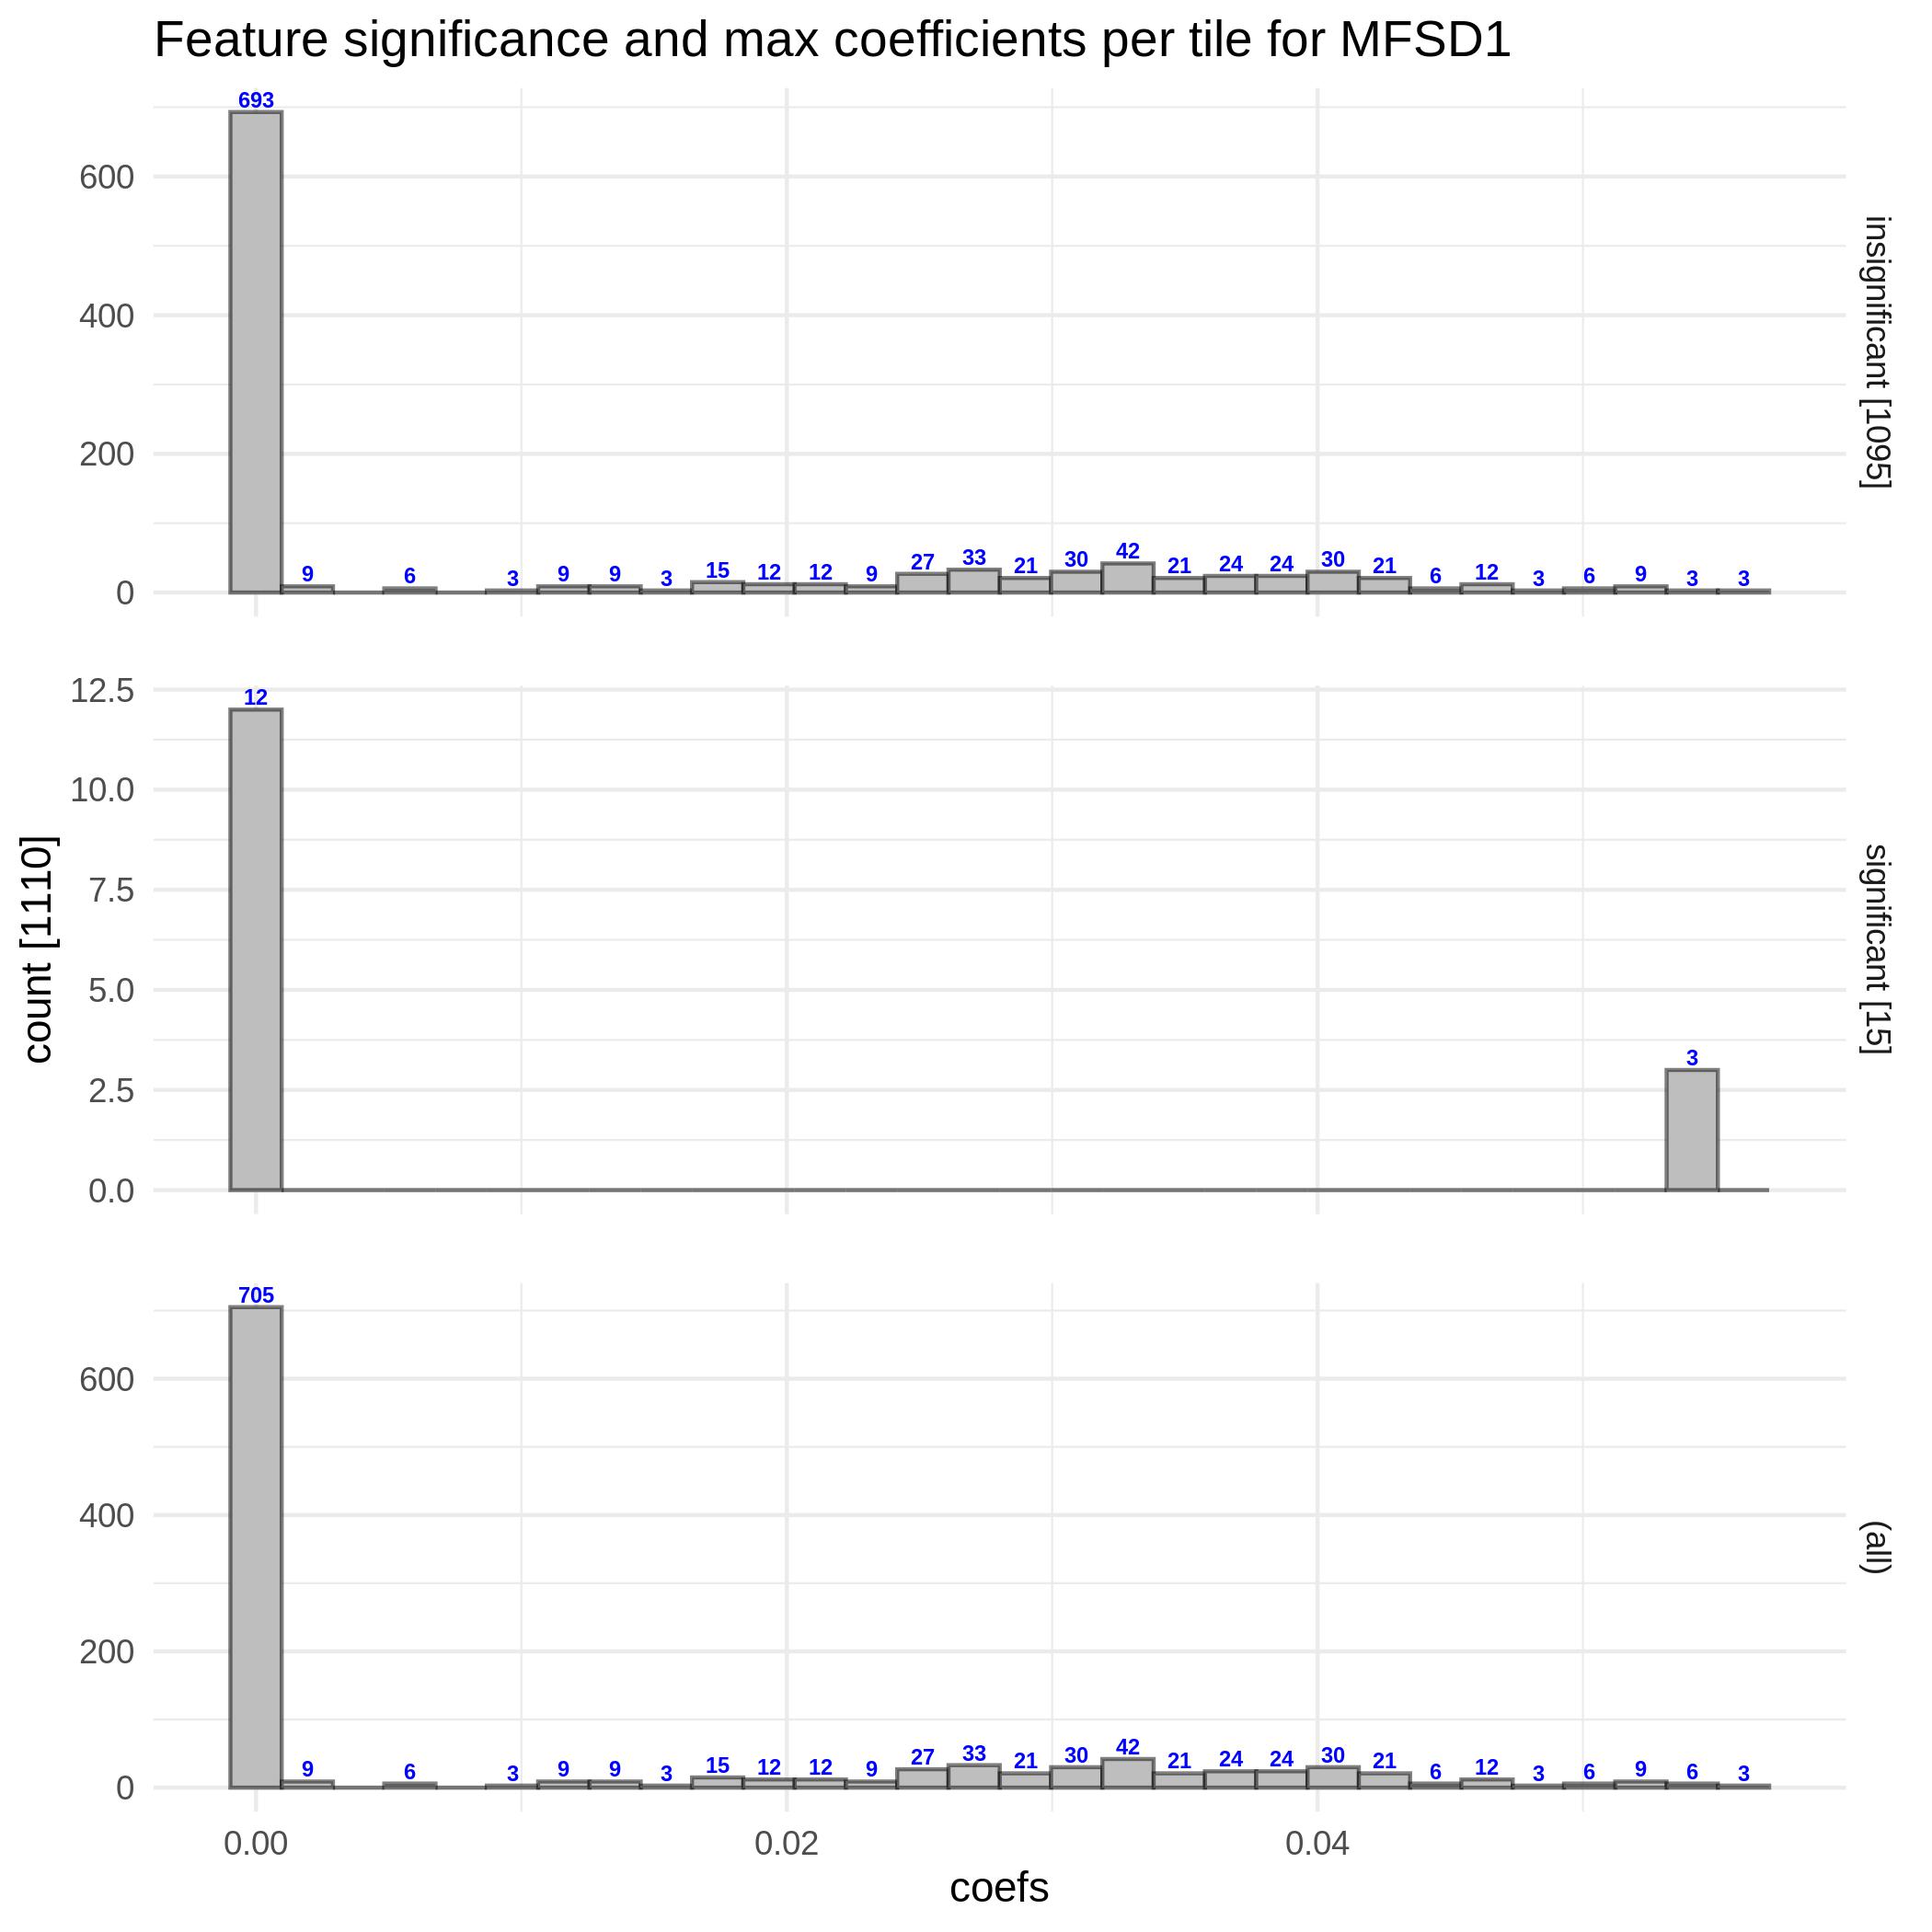 Feature significance and max coefficients per tile for MFSD1
693
600
400
200
0
9 6 3 9 9 3 15 12 12 9 27 33 21 30 42 21 24 24 30 21 6 12 3 6 9 3 3
insignificant [1095]
12.5
10.0
7.5
5.0
2.5
0.0
12
3
significant [15]
count [1110]
705
600
400
200
0
9 6 3 9 9 3 15 12 12 9 27 33 21 30 42 21 24 24 30 21 6 12 3 6 9 6 3
(all)
0.00 0.02 0.04
coefs